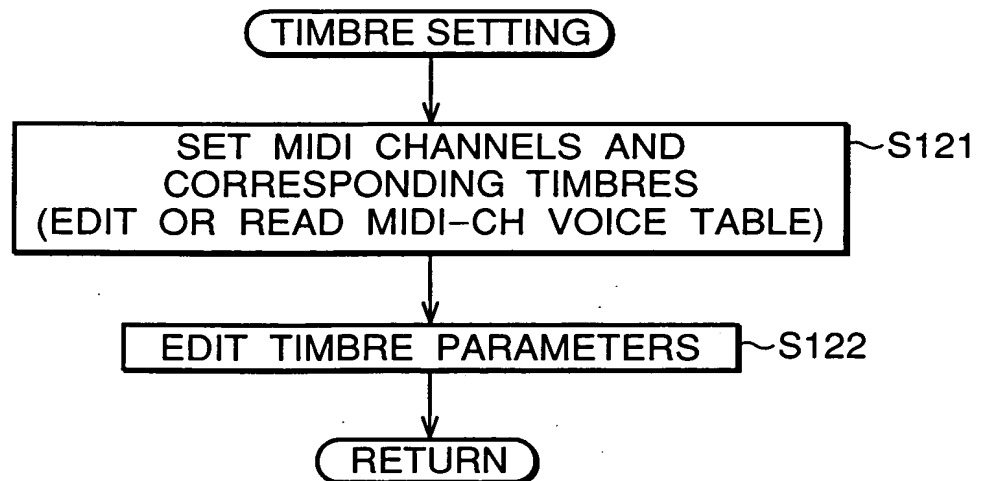 TIMBRE SETTING
SET MIDI CHANNELS AND
CORRESPONDING TIMBRES
(EDIT OR READ MIDI-CH VOICE TABLE)
S121
EDIT TIMBRE PARAMETERS
S122
RETURN